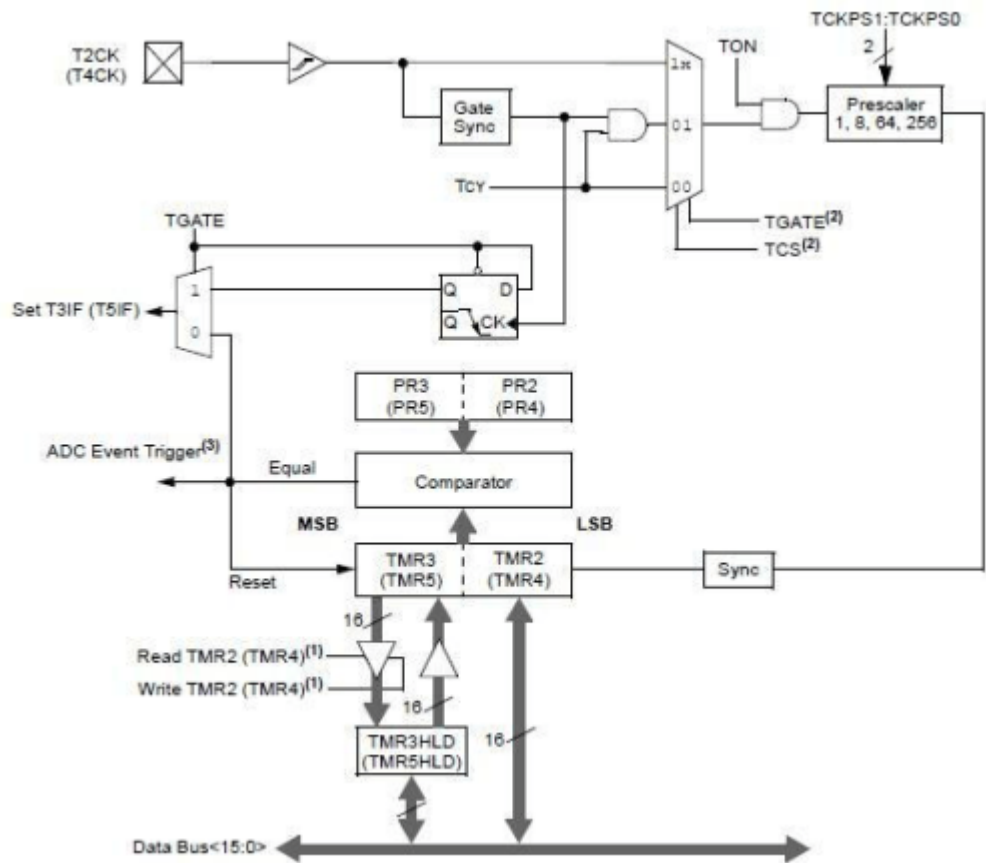 TCKPS1:TCKPS0
2
T2CK
(T4CK)
TON
1x
Gate
Sync
01
Prescaler
1, 8, 64, 256
TCY
00
TGATE(2)
TCS(2)
TGATE
1
Q
D
Set T3IF (T5IF)
0
Q
CK
PR3
(PR5)
PR2
(PR4)
ADC Event Trigger(3)
Equal
Comparator
MSB
LSB
TMR3
(TMR5)
TMR2
(TMR4)
Sync
Reset
16
Read TMR2 (TMR4)(1)
Write TMR2 (TMR4)(1)
16
16
TMR3HLD
(TMR5HLD)
Data Bus<15:0>